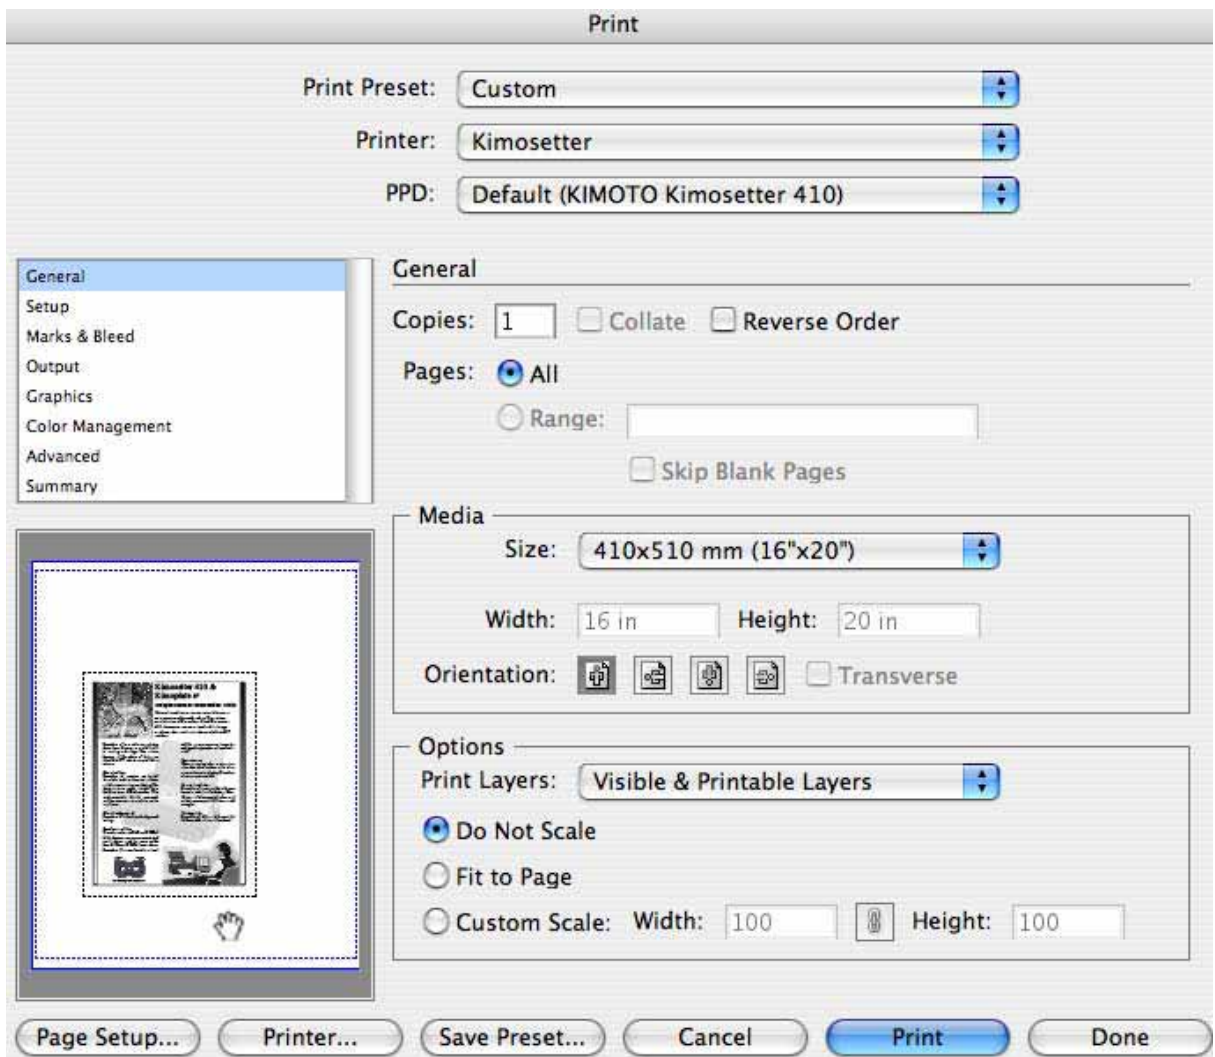 Print
Print Preset: Custom
Printer: Kimosetter
PPD: Default (KIMOTO Kimosetter 410)
General
Setup
Marks & Bleed
Output
Graphics
Color Management
Advanced
Summary
General
Copies: 1 Collate Reverse Order
Pages: All
Range:
Skip Blank Pages
Media
Size: 410x510 mm (16"x20")
Width: 16 in Height: 20 in
Orientation: Transverse
Options
Print Layers: Visible & Printable Layers
Do Not Scale
Fit to Page
Custom Scale: Width: 100 Height: 100
Kimosetter 410 &
Page Setup... Printer... Save Preset... Cancel Print Done